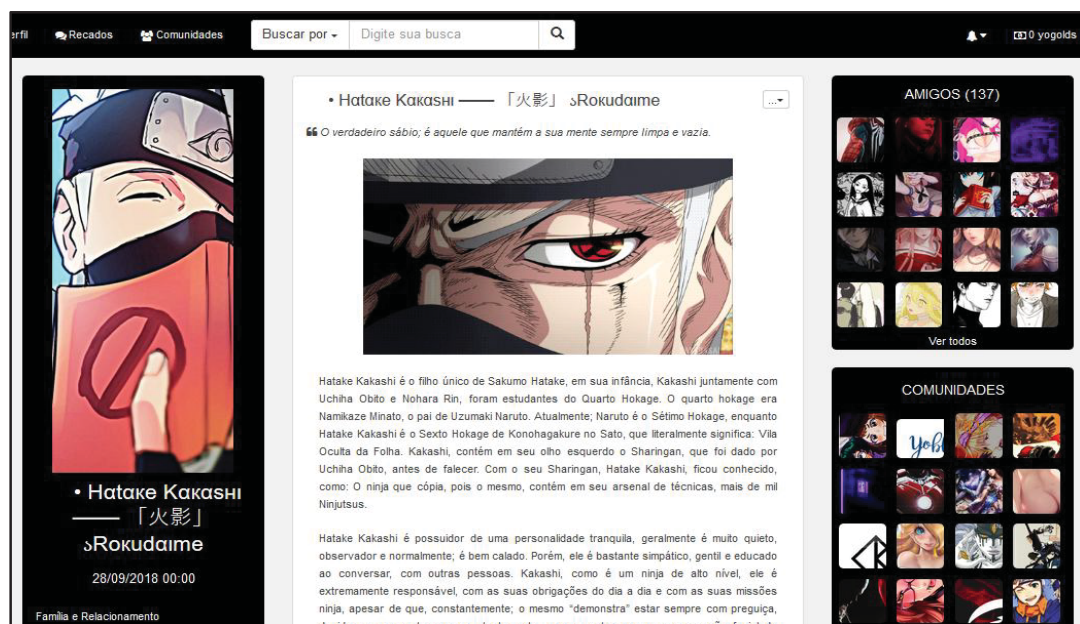 erfil Recados Comunidades Buscar por Digite sua busca 0 yogolds
• Hatake Kakashi —— 「火影」 ಎRokudaime
...
O verdadeiro sábio; é aquele que mantém a sua mente sempre limpa e vazia.
Hatake Kakashi é o filho único de Sakumo Hatake, em sua infância, Kakashi juntamente com
Uchiha Obito e Nohara Rin, foram estudantes do Quarto Hokage. O quarto hokage era
Namikaze Minato, o pai de Uzumaki Naruto. Atualmente; Naruto é o Sétimo Hokage, enquanto
Hatake Kakashi é o Sexto Hokage de Konohagakure no Sato, que literalmente significa: Vila
Oculta da Folha. Kakashi, contém em seu olho esquerdo o Sharingan, que foi dado por
Uchiha Obito, antes de falecer. Com o seu Sharingan, Hatake Kakashi, ficou conhecido,
como: O ninja que cópia, pois o mesmo, contém em seu arsenal de técnicas, mais de mil
Ninjutsus.
Hatake Kakashi é possuidor de uma personalidade tranquila, geralmente é muito quieto,
observador e normalmente; é bem calado. Porém, ele é bastante simpático, gentil e educado
ao conversar, com outras pessoas. Kakashi, como é um ninja de alto nível, ele é
extremamente responsável, com as suas obrigações do dia a dia e com as suas missões
ninja, apesar de que, constantemente; o mesmo “demonstra” estar sempre com preguiça,
• Hatake Kakashi
—— 「火影」
ಎRokudaime
28/09/2018 00:00
Família e Relacionamento
AMIGOS (137)
Ver todos
COMUNIDADES